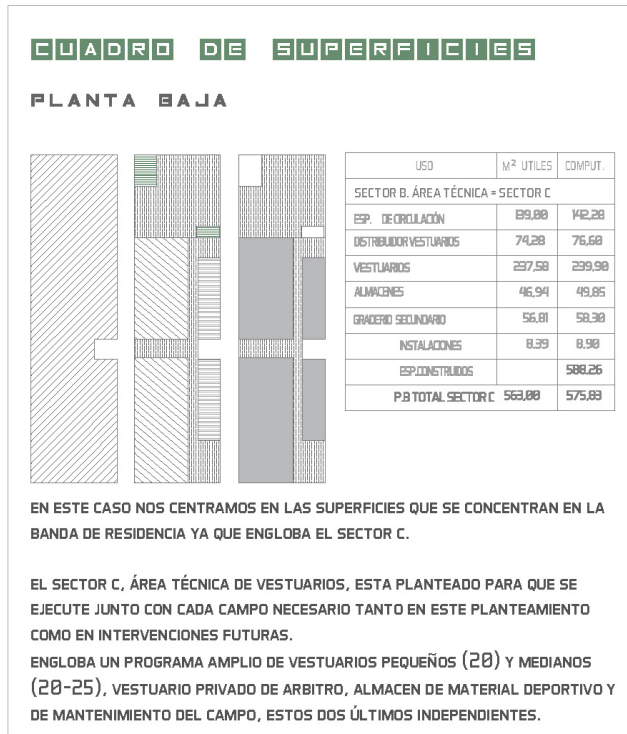 CUADRO DE SUPERFICIES
PLANTA BAJA
USO M² UTILES COMPUT.
SECTOR B. ÁREA TÉCNICA = SECTOR C
ESP. DE CIRCULACIÓN 139,00 142,28
DISTRIBUIDOR VESTUARIOS 74,28 76,60
VESTUARIOS 237,58 239,90
ALMACENES 46,94 49,85
GRADERIO SECUNDARIO 56,81 58,30
INSTALACIONES 8.39 8.90
ESP.CONSTRUIDOS 588.26
P.B TOTAL SECTOR C 563,00 575,83
EN ESTE CASO NOS CENTRAMOS EN LAS SUPERFICIES QUE SE CONCENTRAN EN LA
BANDA DE RESIDENCIA YA QUE ENGLOBA EL SECTOR C.
EL SECTOR C, ÁREA TÉCNICA DE VESTUARIOS, ESTA PLANTEADO PARA QUE SE
EJECUTE JUNTO CON CADA CAMPO NECESARIO TANTO EN ESTE PLANTEAMIENTO
COMO EN INTERVENCIONES FUTURAS.
ENGLOBA UN PROGRAMA AMPLIO DE VESTUARIOS PEQUEÑOS (20) Y MEDIANOS
(20-25), VESTUARIO PRIVADO DE ARBITRO, ALMACEN DE MATERIAL DEPORTIVO Y
DE MANTENIMIENTO DEL CAMPO, ESTOS DOS ÚLTIMOS INDEPENDIENTES.